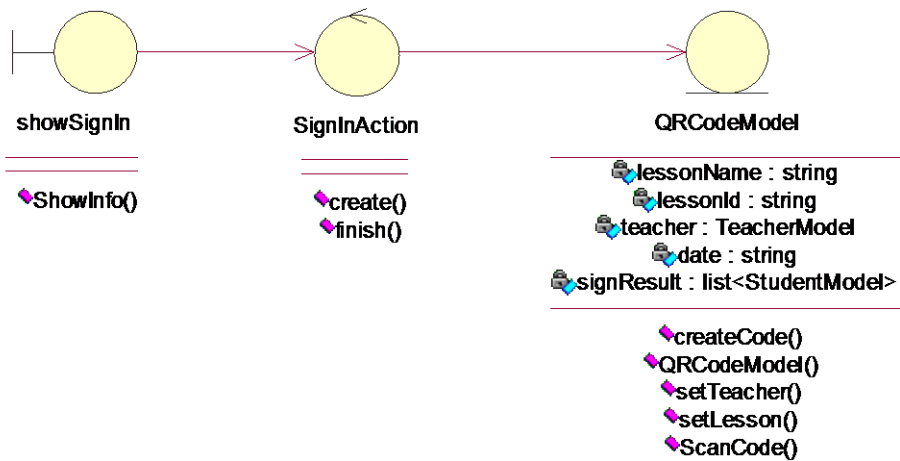 showSignIn
ShowInfo()
SignInAction
create()
finish()
QRCodeModel
lessonName : string
lessonId : string
teacher : TeacherModel
date : string
signResult : list<StudentModel>
createCode()
QRCodeModel()
setTeacher()
setLesson()
ScanCode()